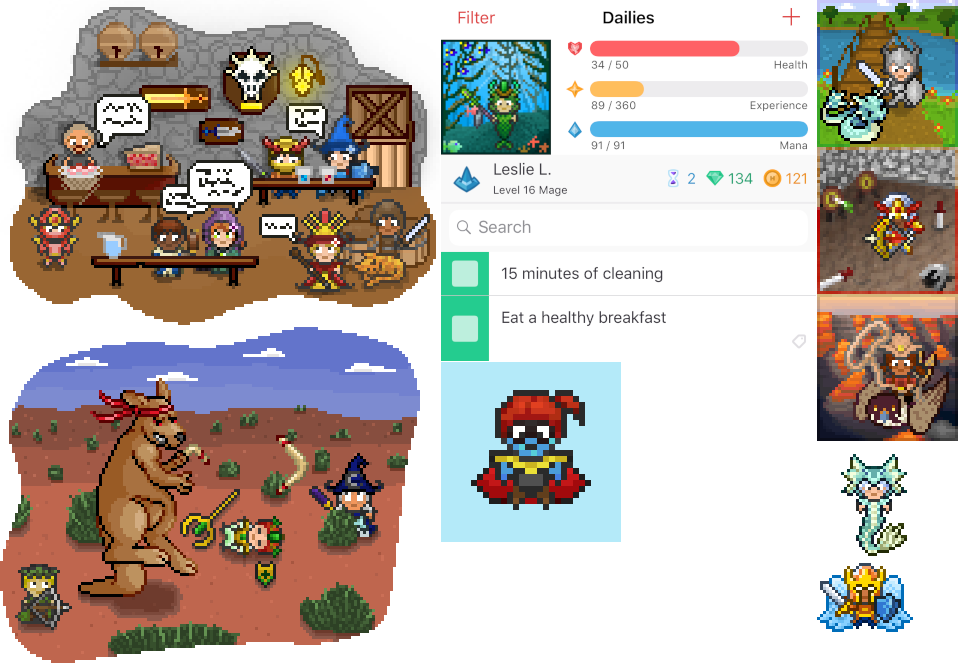 Filter
Dailies
34 / 50
Health
89 / 360
Experience
91 / 91
Mana
Leslie L.
Level 16 Mage
2
134
121
Search
15 minutes of cleaning
Eat a healthy breakfast